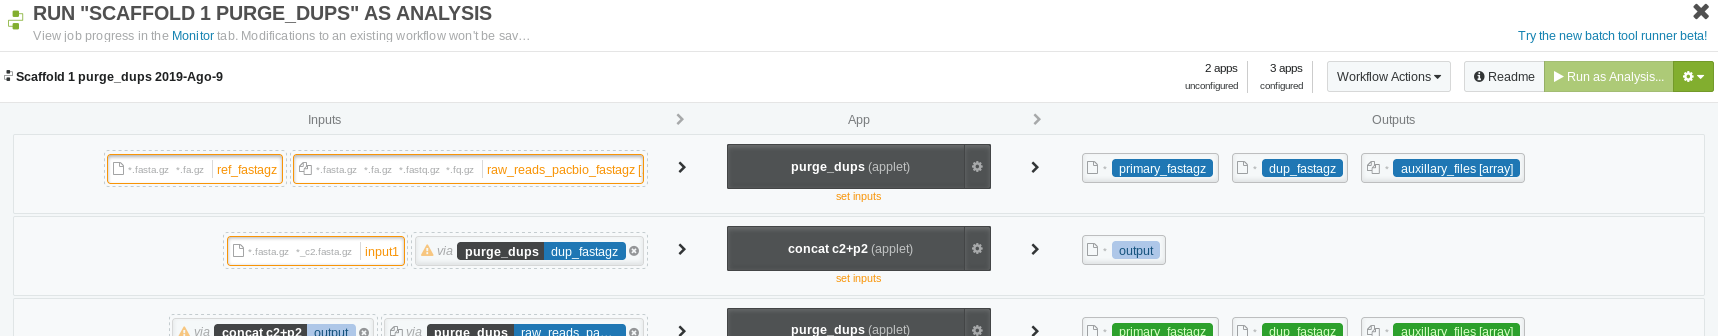 RUN "SCAFFOLD 1 PURGE_DUPS" AS ANALYSIS
View job progress in the Monitor tab. Modifications to an existing workflow won't be sav…
Try the new batch tool runner beta!
Scaffold 1 purge_dups 2019-Ago-9
2 apps
unconfigured
3 apps
configured
Workflow Actions
Readme
Run as Analysis...
Inputs
App
Outputs
*.fasta.gz *.fa.gz ref_fastagz
*.fasta.gz *.fa.gz *.fastq.gz *.fq.gz raw_reads_pacbio_fastagz [
purge_dups (applet)
set inputs
* primary_fastagz
* dup_fastagz
* auxillary_files [array]
*.fasta.gz *_c2.fasta.gz input1
via purge_dups dup_fastagz
concat c2+p2 (applet)
set inputs
* output
via concat c2+p2 output
via purge_dups raw_reads_pa…
purge_dups (applet)
* primary_fastagz
* dup_fastagz
* auxillary_files [array]